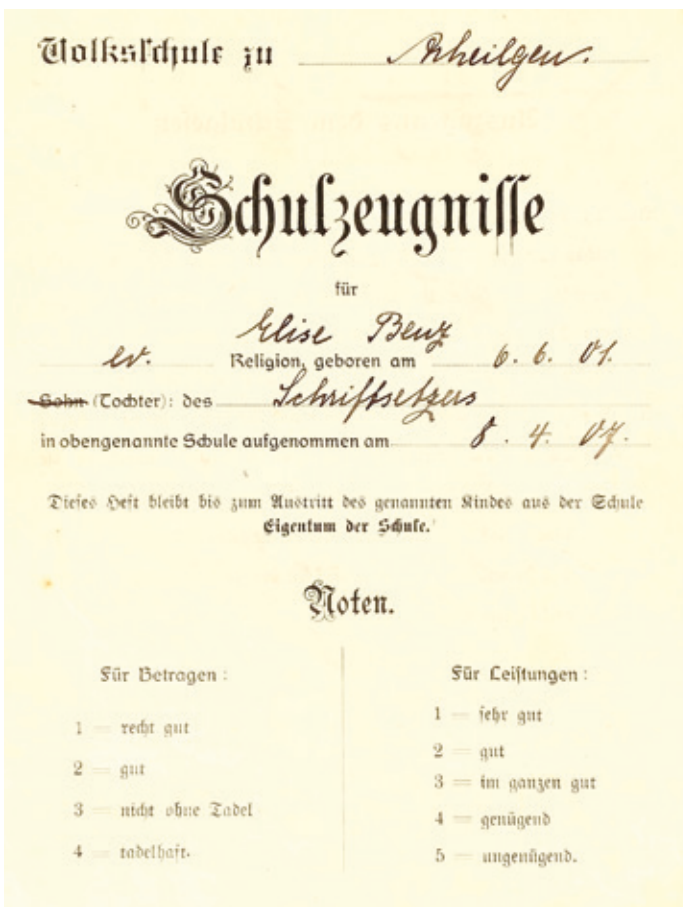 Volksschule zu Arheilgen.
Schulzeugnisse
für
Elise Benz
ev. Religion, geboren am 6. 6. 01.
Sohn (Tochter): des Schriftsetzers
in obengenannte Schule aufgenommen am 8. 4. 07.
Dieses Heft bleibt bis zum Austritt des genannten Kindes aus der Schule
Eigentum der Schule.
Noten.
Für Betragen:
1 = recht gut
2 = gut
3 = nicht ohne Tadel
4 = tadelhaft.
Für Leistungen:
1 = sehr gut
2 = gut
3 = im ganzen gut
4 = genügend
5 = ungenügend.